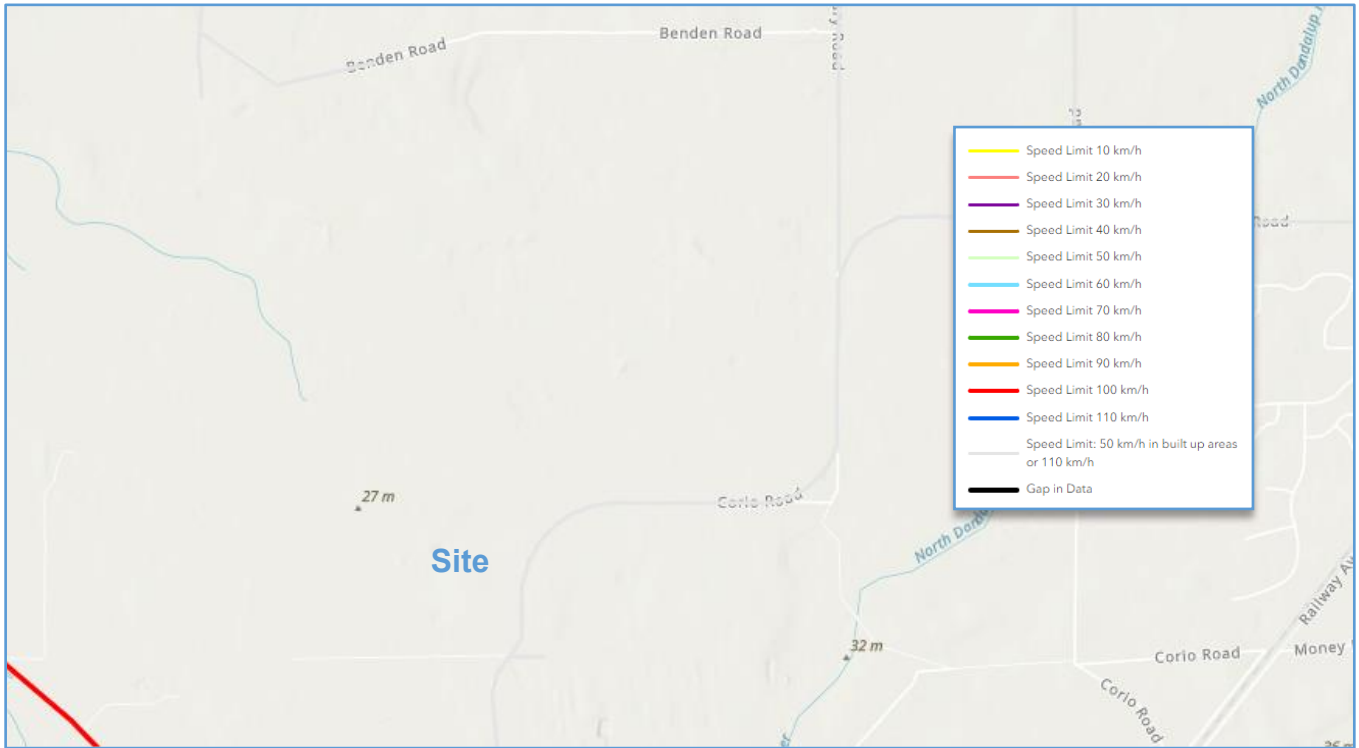 Benden Road
Benden Road
Road
North Dandalup
Road
Speed Limit 10 km/h
Speed Limit 20 km/h
Speed Limit 30 km/h
Speed Limit 40 km/h
Speed Limit 50 km/h
Speed Limit 60 km/h
Speed Limit 70 km/h
Speed Limit 80 km/h
Speed Limit 90 km/h
Speed Limit 100 km/h
Speed Limit 110 km/h
Speed Limit: 50 km/h in built up areas
or 110 km/h
Gap in Data
27 m
Corio Road
Site
North
Railway
32 m
Corio Road
Money
Corio Road